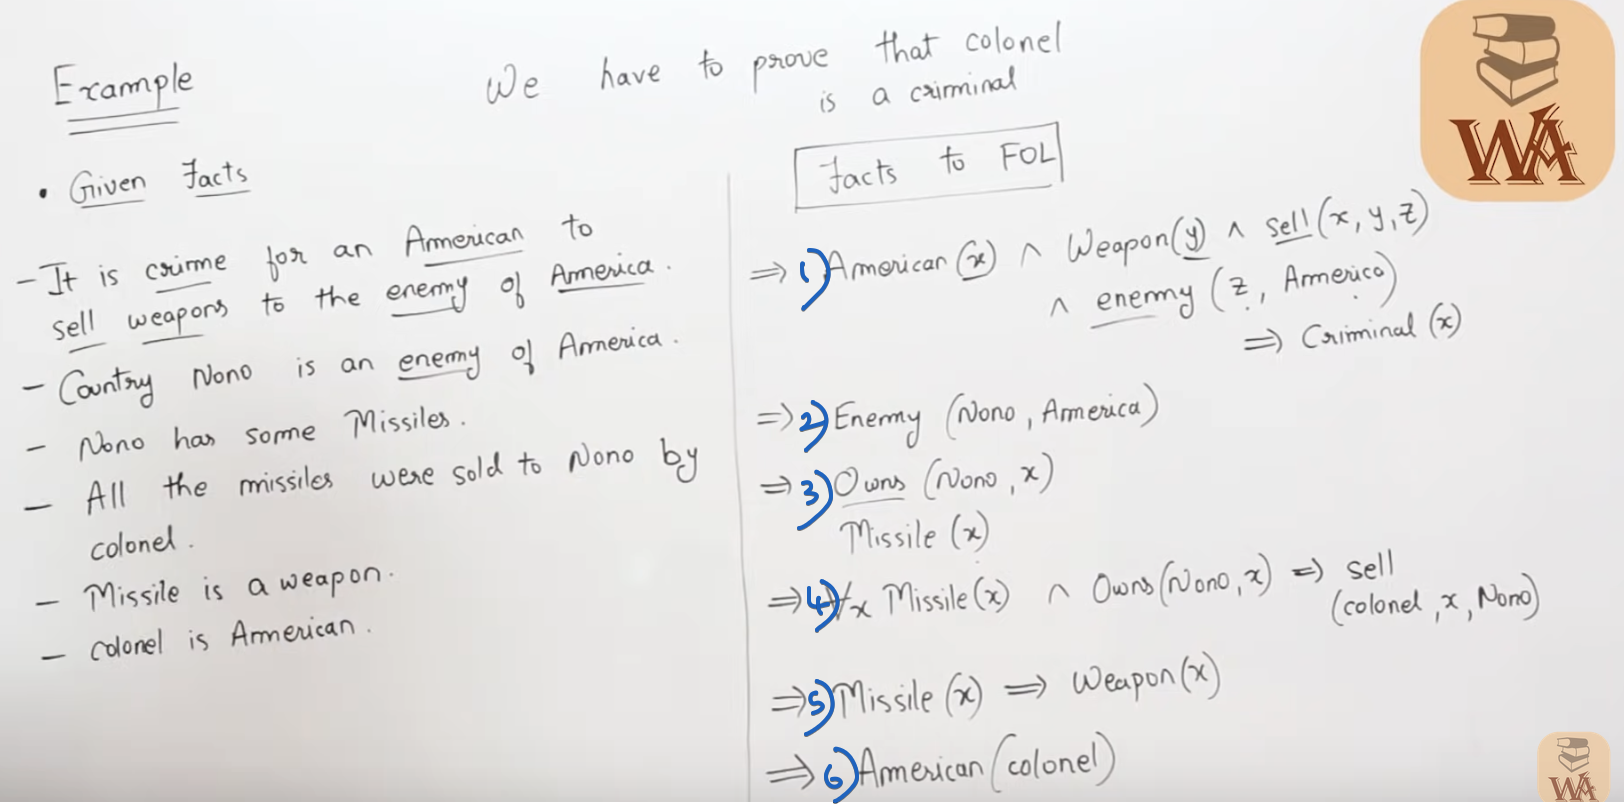 Example
We have to prove that colonel
is a criminal
• Given Facts
- It is crime for an American to
sell weapons to the enemy of America.
- Country Nono is an enemy of America.
- Nono has some Missiles.
- All the missiles were sold to Nono by
colonel.
- Missile is a weapon.
- colonel is American.
Facts to FOL
⇒ 1) American (x) ∧ Weapon(y) ∧ sell (x, y, z)
∧ enemy (z, America)
⇒ Criminal (x)
⇒ 2) Enemy (Nono, America)
⇒ 3) Owns (Nono, x)
Missile (x)
⇒ 4) ∀x Missile(x) ∧ Owns(Nono, x) ⇒ sell
(colonel, x, Nono)
⇒ 5) Missile (x) ⇒ Weapon(x)
⇒ 6) American (colonel)
WA
WA